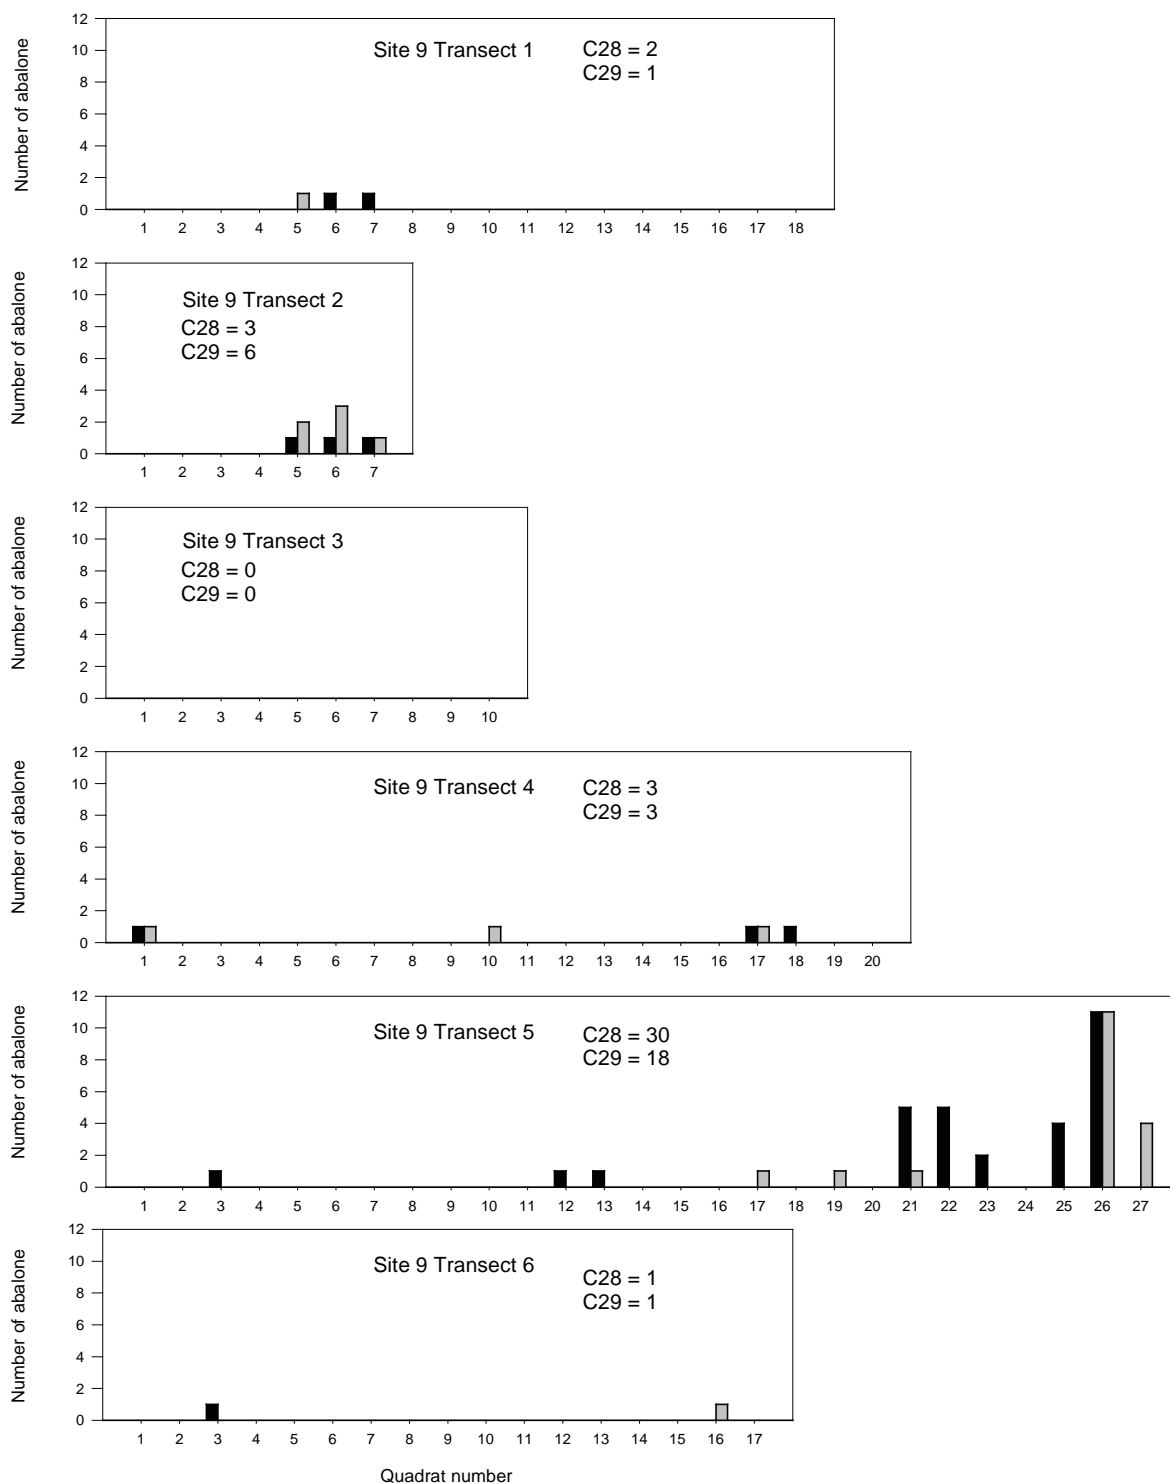 Number of abalone
12
10
8
6
4
2
0
Site 9 Transect 1
C28 = 2
C29 = 1
1 2 3 4 5 6 7 8 9 10 11 12 13 14 15 16 17 18
Number of abalone
12
10
8
6
4
2
0
Site 9 Transect 2
C28 = 3
C29 = 6
1 2 3 4 5 6 7
Number of abalone
12
10
8
6
4
2
0
Site 9 Transect 3
C28 = 0
C29 = 0
1 2 3 4 5 6 7 8 9 10
Number of abalone
12
10
8
6
4
2
0
Site 9 Transect 4
C28 = 3
C29 = 3
1 2 3 4 5 6 7 8 9 10 11 12 13 14 15 16 17 18 19 20
Number of abalone
12
10
8
6
4
2
0
Site 9 Transect 5
C28 = 30
C29 = 18
1 2 3 4 5 6 7 8 9 10 11 12 13 14 15 16 17 18 19 20 21 22 23 24 25 26 27
Number of abalone
12
10
8
6
4
2
0
Site 9 Transect 6
C28 = 1
C29 = 1
1 2 3 4 5 6 7 8 9 10 11 12 13 14 15 16 17
Quadrat number